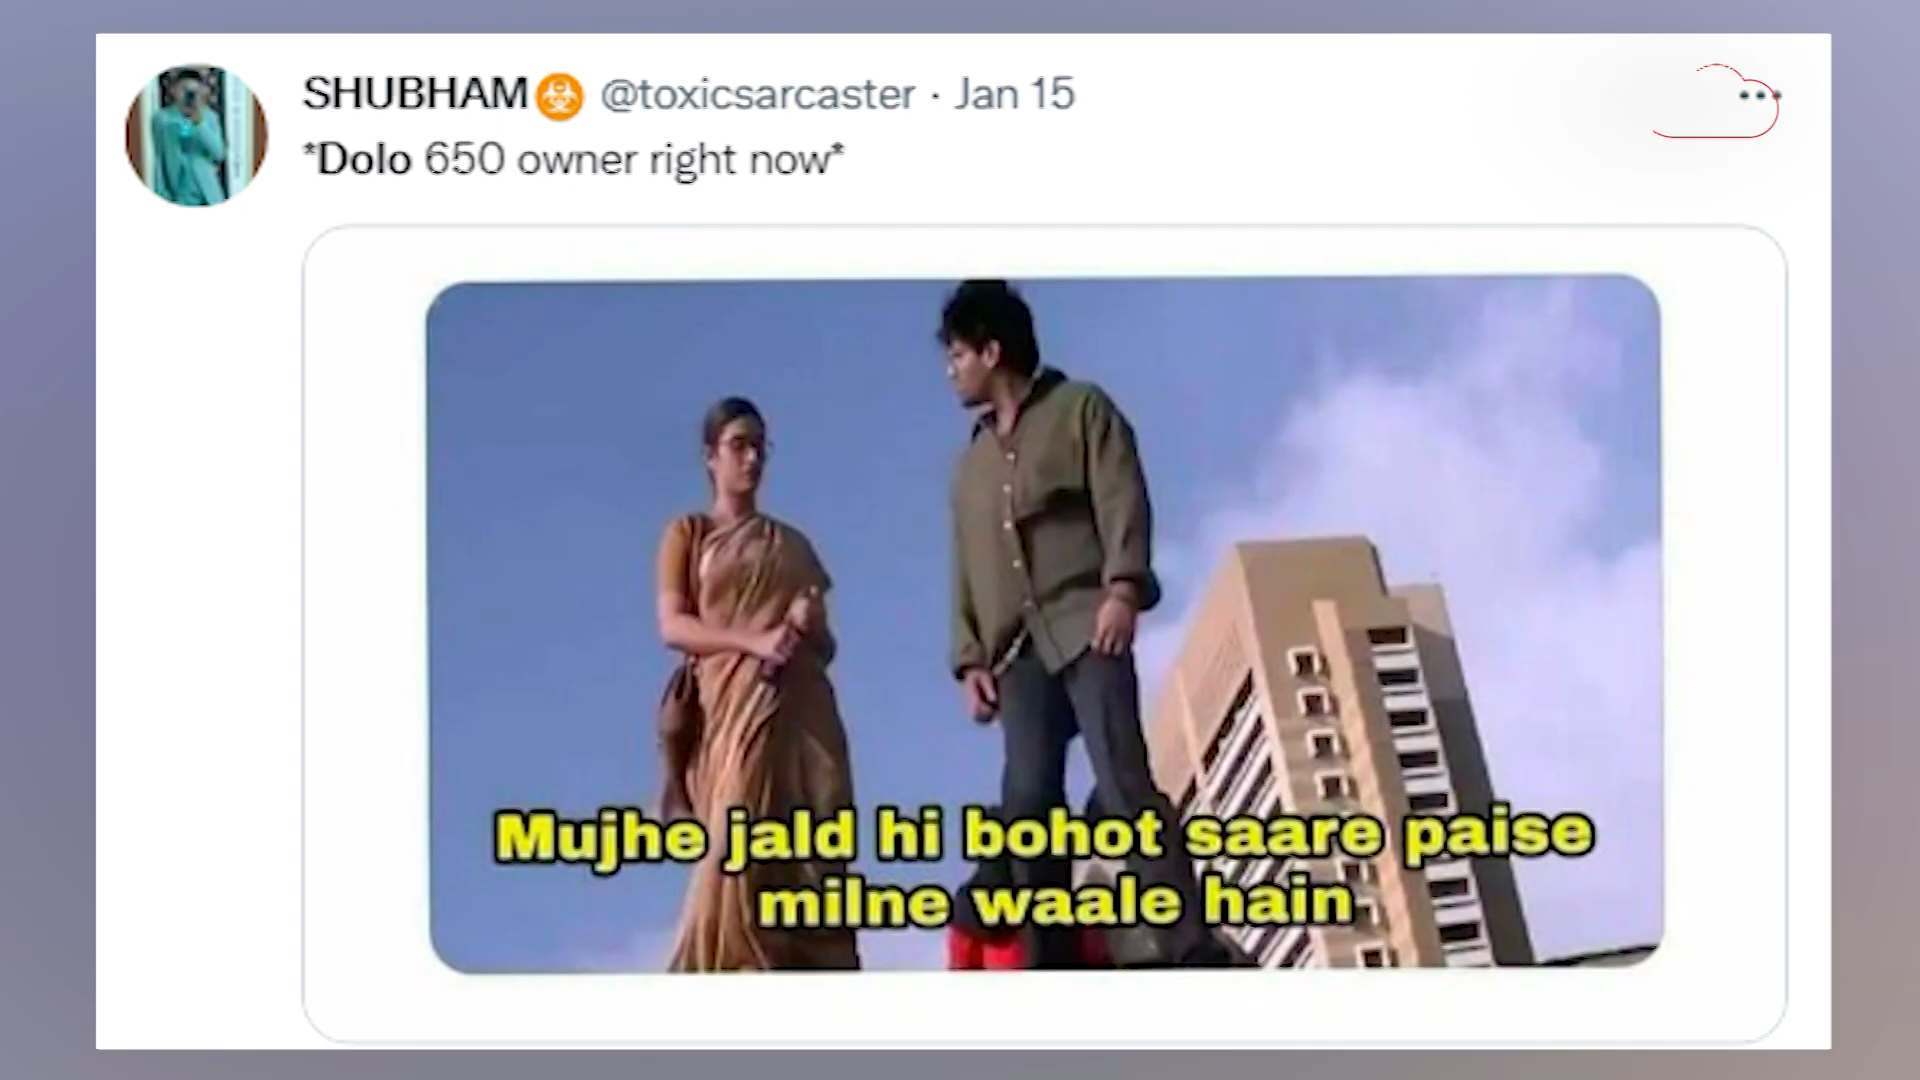 SHUBHAM @toxicsarcaster · Jan 15
*Dolo 650 owner right now*
Mujhe jald hi bohot saare paise
milne waale hain